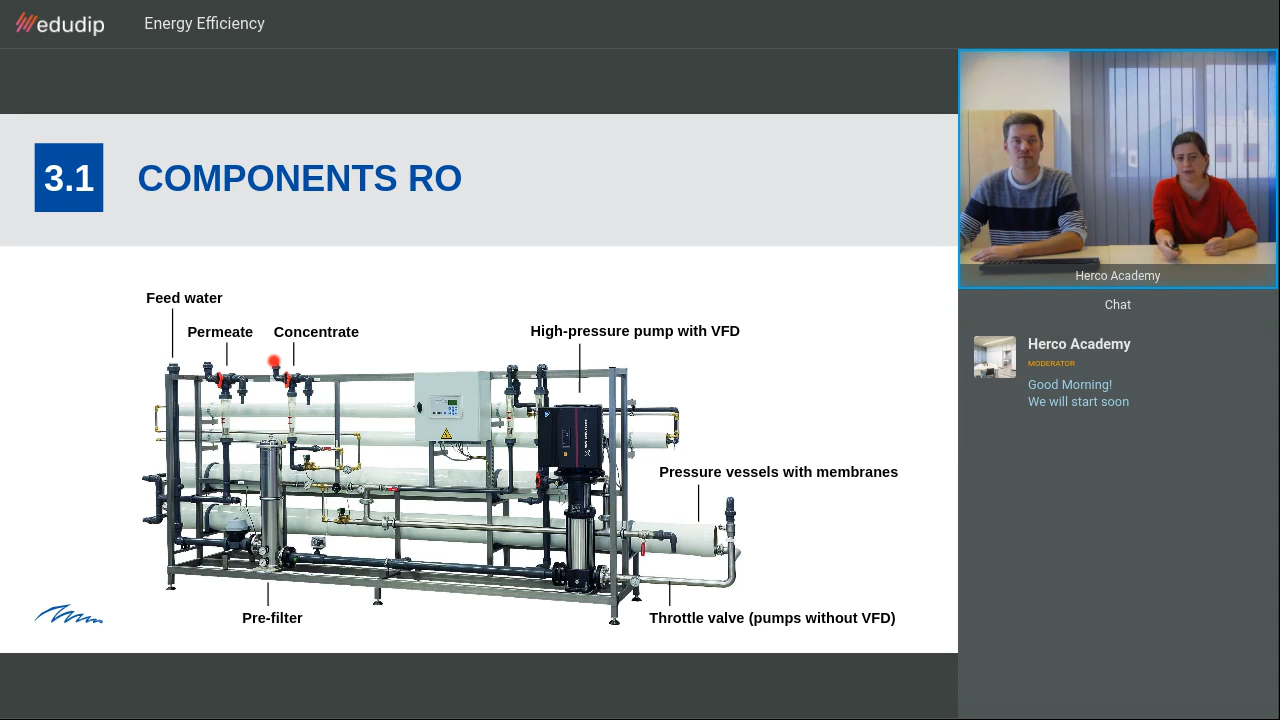 edudip
Energy Efficiency
3.1
COMPONENTS RO
Feed water
Permeate
Concentrate
High-pressure pump with VFD
Pressure vessels with membranes
Pre-filter
Throttle valve (pumps without VFD)
Herco Academy
Chat
Herco Academy
MODERATOR
Good Morning!
We will start soon